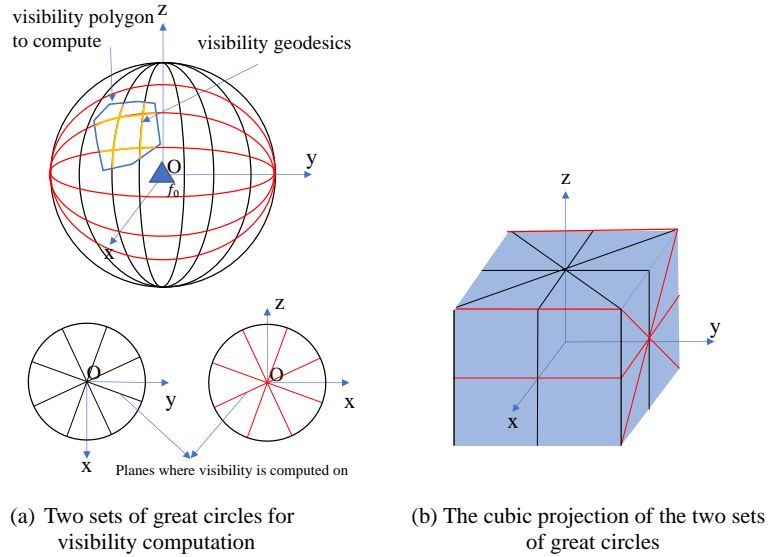 visibility polygon
to compute
z
visibility geodesics
O
y
f₀
x
z
O
y
x
O
x
Planes where visibility is computed on
z
y
x
(a) Two sets of great circles for
visibility computation
(b) The cubic projection of the two sets
of great circles